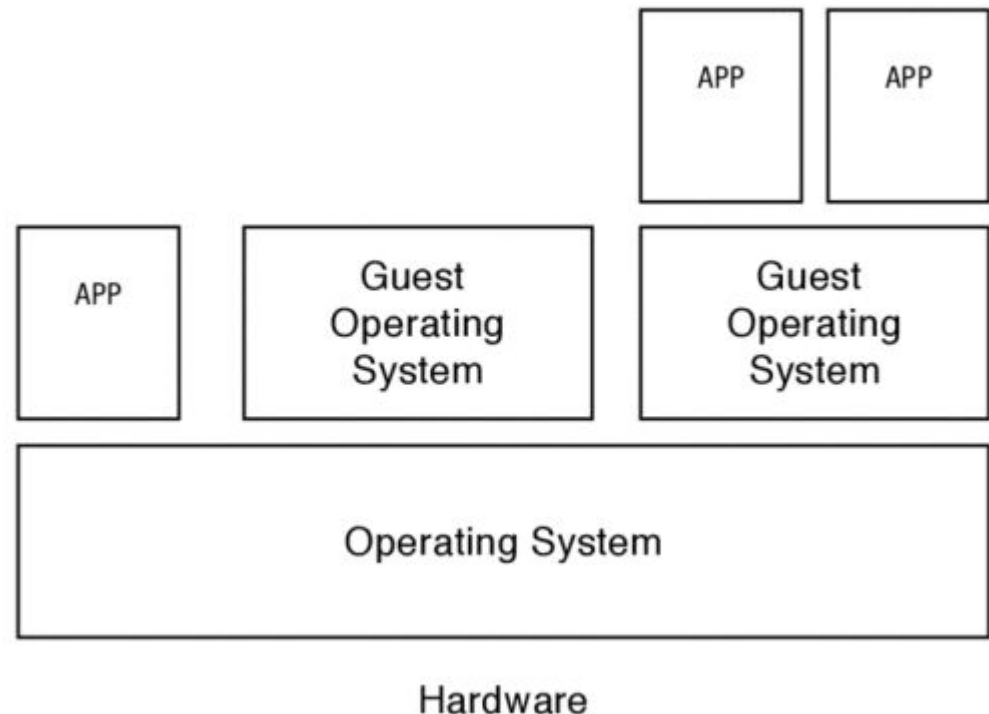 APP
APP
APP
Guest
Operating
System
Guest
Operating
System
Operating System
Hardware